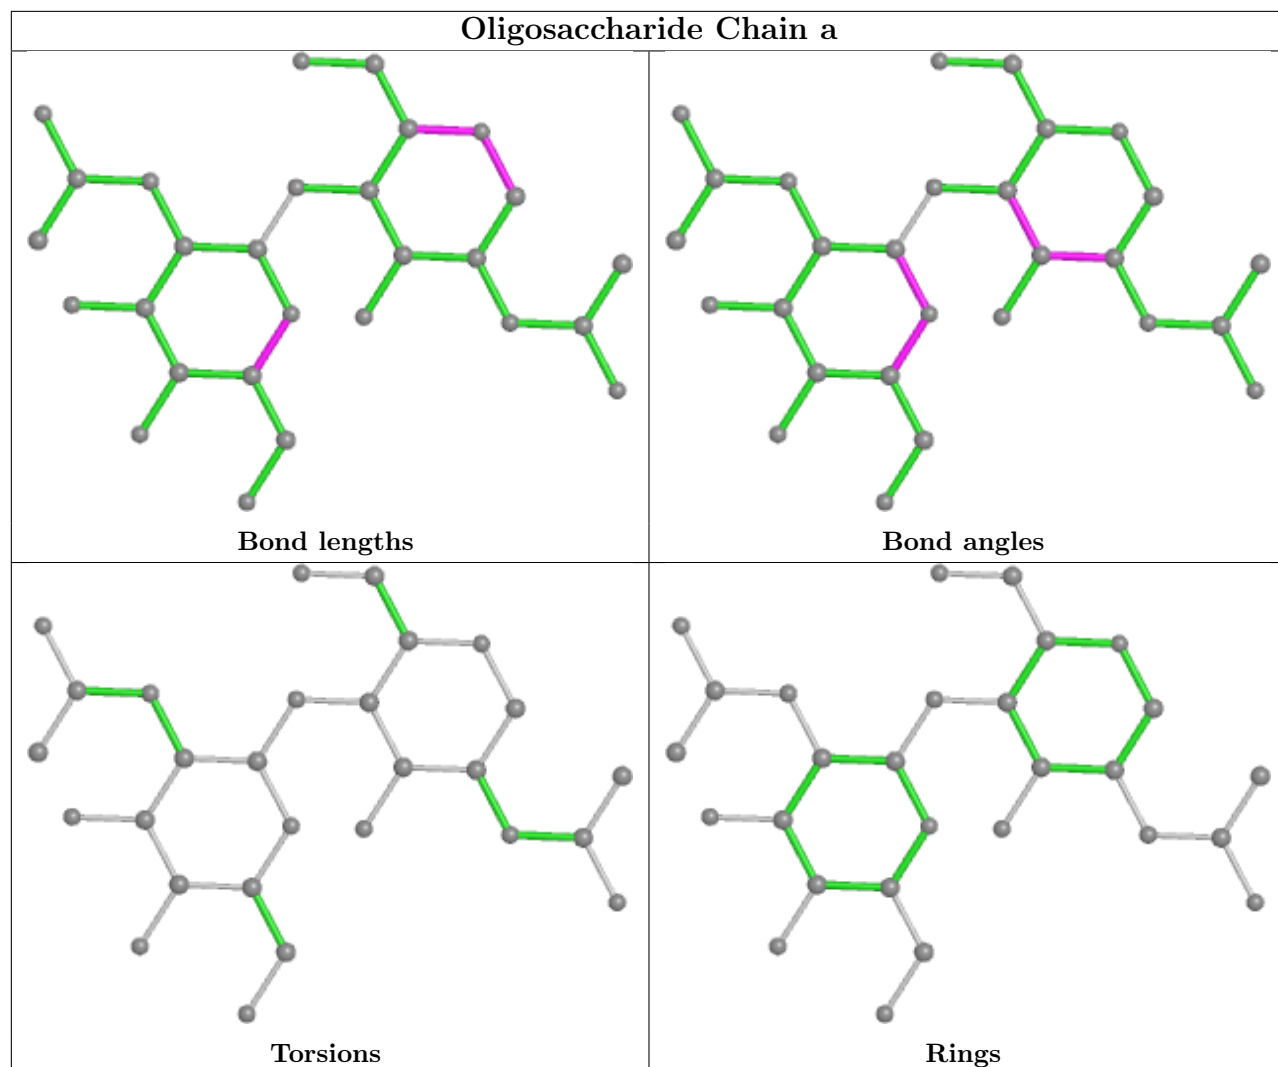 Oligosaccharide Chain a
Bond lengths
Bond angles
Torsions
Rings